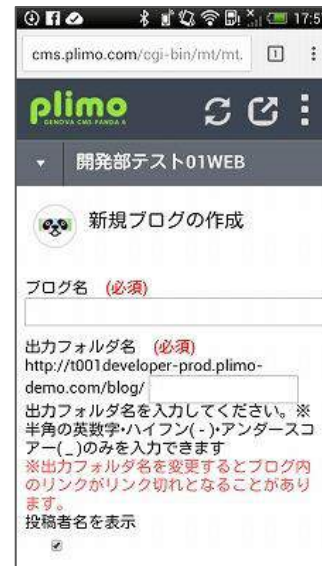 17:5
cms.plimo.com/cgi-bin/mt/mt.
1
plimo
GENOVA CMS PANDA A
開発部テスト01WEB
新規ブログの作成
ブログ名 (必須)
出力フォルダ名 (必須)
http://t001developer-prod.plimo-
demo.com/blog/
出力フォルダ名を入力してください。※
半角の英数字・ハイフン( - )・アンダースコ
アー( _ )のみを入力できます
※出力フォルダ名を変更するとブログ内
のリンクがリンク切れとなることがあり
ます。
投稿者名を表示